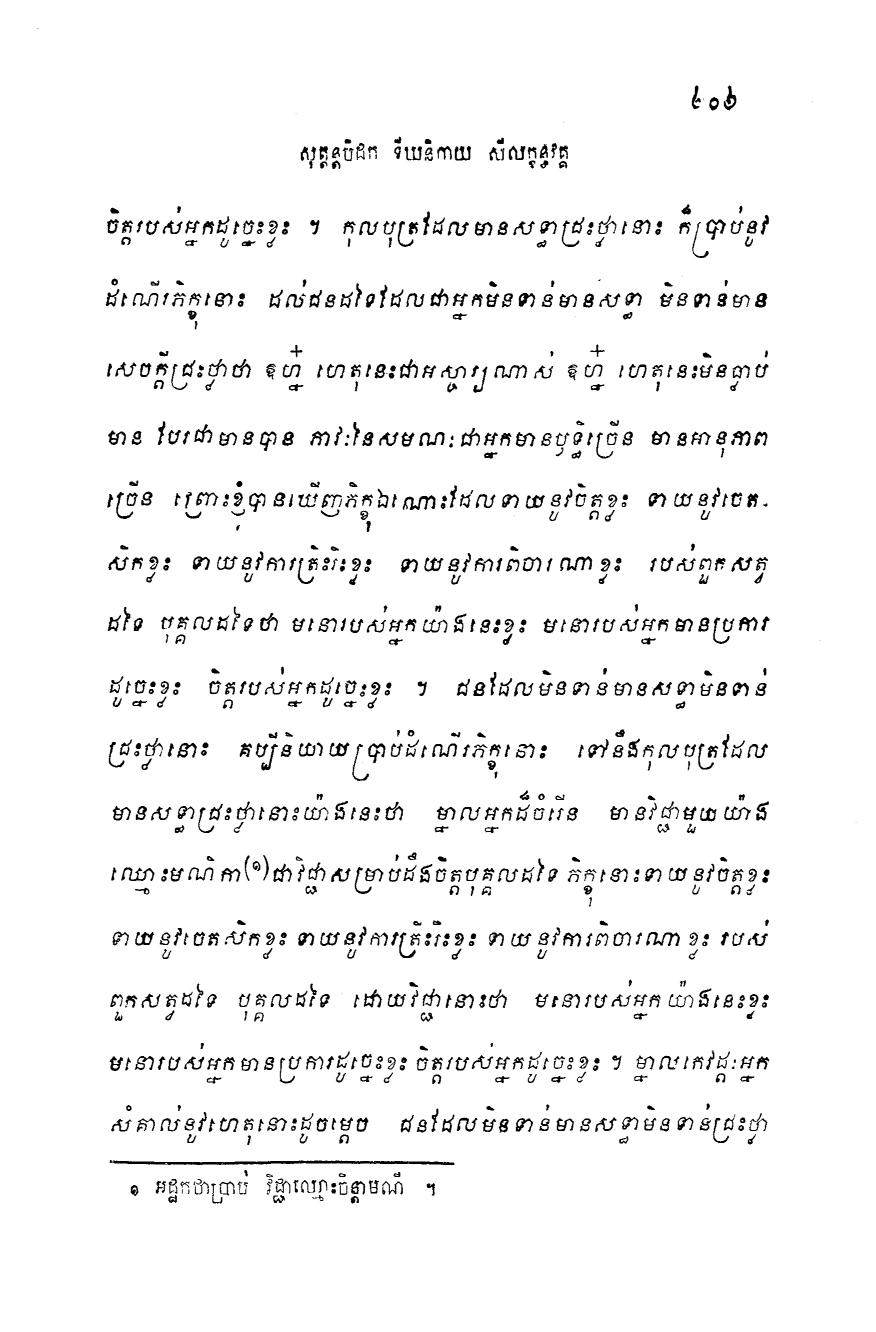 ៤០៦
សុត្តន្តបិដក ទីឃនិកាយ សីលក្ខន្ធវគ្គ
ចិត្តរបស់អ្នកដូច្នេះខ្លះ ។ កុលបុត្រដែលមានសទ្ធាជ្រះថ្លានោះ ក៏ប្រាប់នូវ
ដំណើរភិក្ខុនោះ ដល់ជនដទៃដែលជាអ្នកមិនទាន់មានសទ្ធា មិនទាន់មាន
សេចក្តីជ្រះថ្លាថា ឱហ្ន៎ ហេតុនេះជាអស្ចារ្យណាស់ ឱហ្ន៎ ហេតុនេះមិនធ្លាប់
មាន បែរជាមានបាន ភាវៈនៃសមណៈជាអ្នកមានឫទ្ធិច្រើន មានអានុភាព
ច្រើន ព្រោះខ្ញុំបានឃើញភិក្ខុឯណោះដែលទាយនូវចិត្តខ្លះ ទាយនូវចេត-
សិកខ្លះ ទាយនូវការត្រិះរិះខ្លះ ទាយនូវការពិចារណាខ្លះ របស់ពួកសត្វ
ដទៃ បុគ្គលដទៃថា មនោរបស់អ្នកយ៉ាងនេះខ្លះ មនោរបស់អ្នកមានប្រការ
ដូច្នេះខ្លះ ចិត្តរបស់អ្នកដូច្នេះខ្លះ ។ ជនដែលមិនទាន់មានសទ្ធាមិនទាន់
ជ្រះថ្លានោះ គប្បីនិយាយប្រាប់ដំណើរភិក្ខុនោះ ទៅនឹងកុលបុត្រដែល
មានសទ្ធាជ្រះថ្លានោះយ៉ាងនេះថា ម្នាលអ្នកដ៏ចំរើន មានវិជ្ជាមួយយ៉ាង
ឈ្មោះមណិកា(១)ជាវិជ្ជាសម្រាប់ដឹងចិត្តបុគ្គលដទៃ ភិក្ខុនោះទាយនូវចិត្តខ្លះ
ទាយនូវចេតសិកខ្លះ ទាយនូវការត្រិះរិះខ្លះ ទាយនូវការពិចារណាខ្លះ របស់
ពួកសត្វដទៃ បុគ្គលដទៃ ដោយវិជ្ជានោះថា មនោរបស់អ្នកយ៉ាងនេះខ្លះ
មនោរបស់អ្នកមានប្រការដូច្នេះខ្លះ ចិត្តរបស់អ្នកដូច្នេះខ្លះ ។ ម្នាលកេវដ្តៈអ្នក
សំគាល់នូវហេតុនោះដូចម្តេច ជនដែលមិនទាន់មានសទ្ធាមិនទាន់ជ្រះថ្លា
១ អដ្ឋកថាប្រាប់ វិជ្ជាឈ្មោះចិន្តាមណី ។